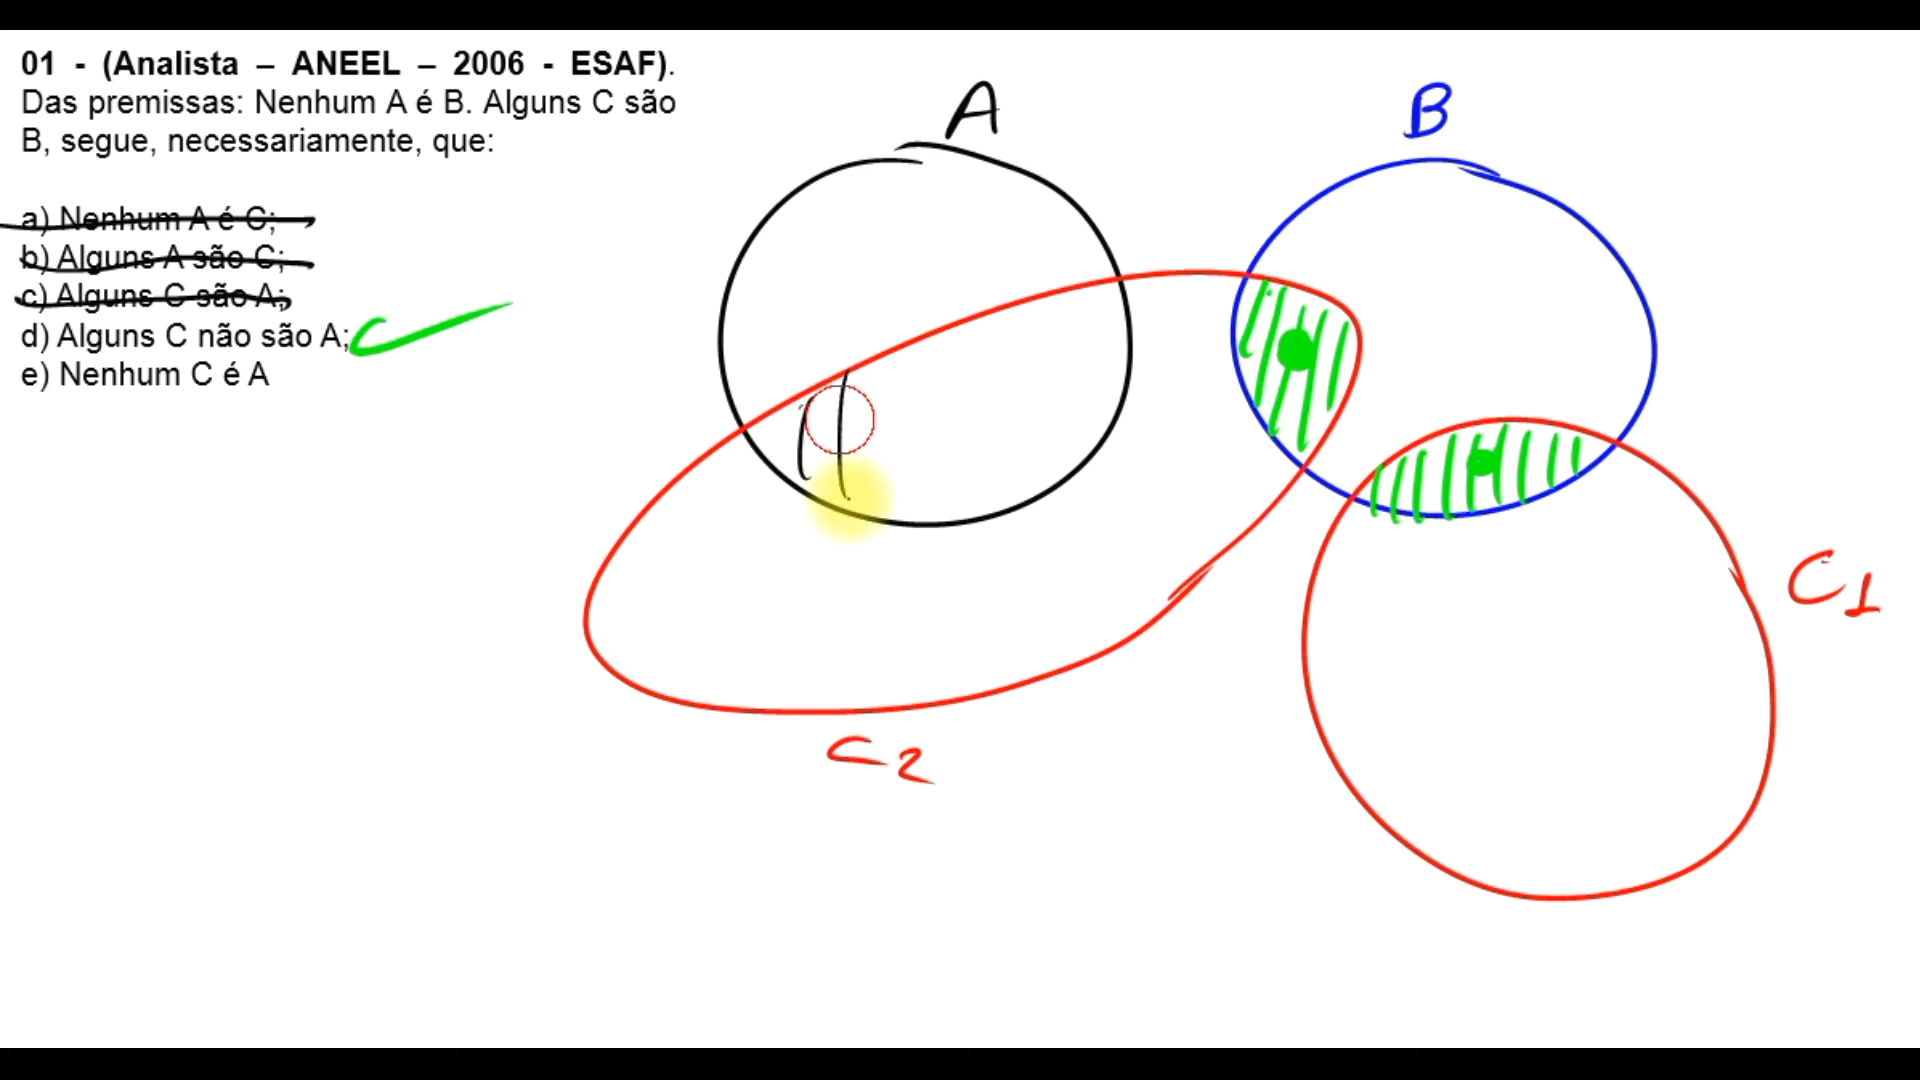 01 - (Analista – ANEEL – 2006 - ESAF).
Das premissas: Nenhum A é B. Alguns C são
B, segue, necessariamente, que:
a) Nenhum A é C;
b) Alguns A são C;
c) Alguns C são A;
d) Alguns C não são A;
e) Nenhum C é A
A
B
C1
C2